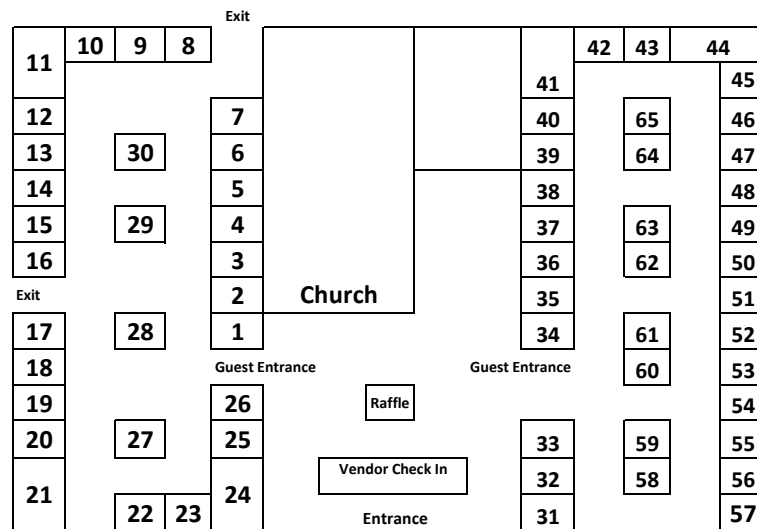 Exit
10 9 8 42 43 44
11 41 45
12 7 40 65 46
13 30 6 39 64 47
14 5 38 48
15 29 4 37 63 49
16 3 36 62 50
Exit 2 Church 35 51
17 28 1 34 61 52
18 Guest Entrance Guest Entrance 60 53
19 26 Raffle 54
20 27 25 33 59 55
21 24 Vendor Check In 32 58 56
22 23 Entrance 31 57